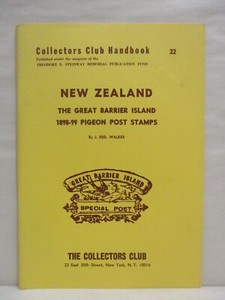 Collectors Club Handbook 22
Published under the auspices of the
THEODORE E. STEINWAY MEMORIAL PUBLICATION FUND
NEW ZEALAND
THE GREAT BARRIER ISLAND
1898-99 PIGEON POST STAMPS
By J. REID. WALKER
GREAT BARRIER ISLAND
SPECIAL POST
THE COLLECTORS CLUB
22 East 35th Street, New York, N. Y. 10016